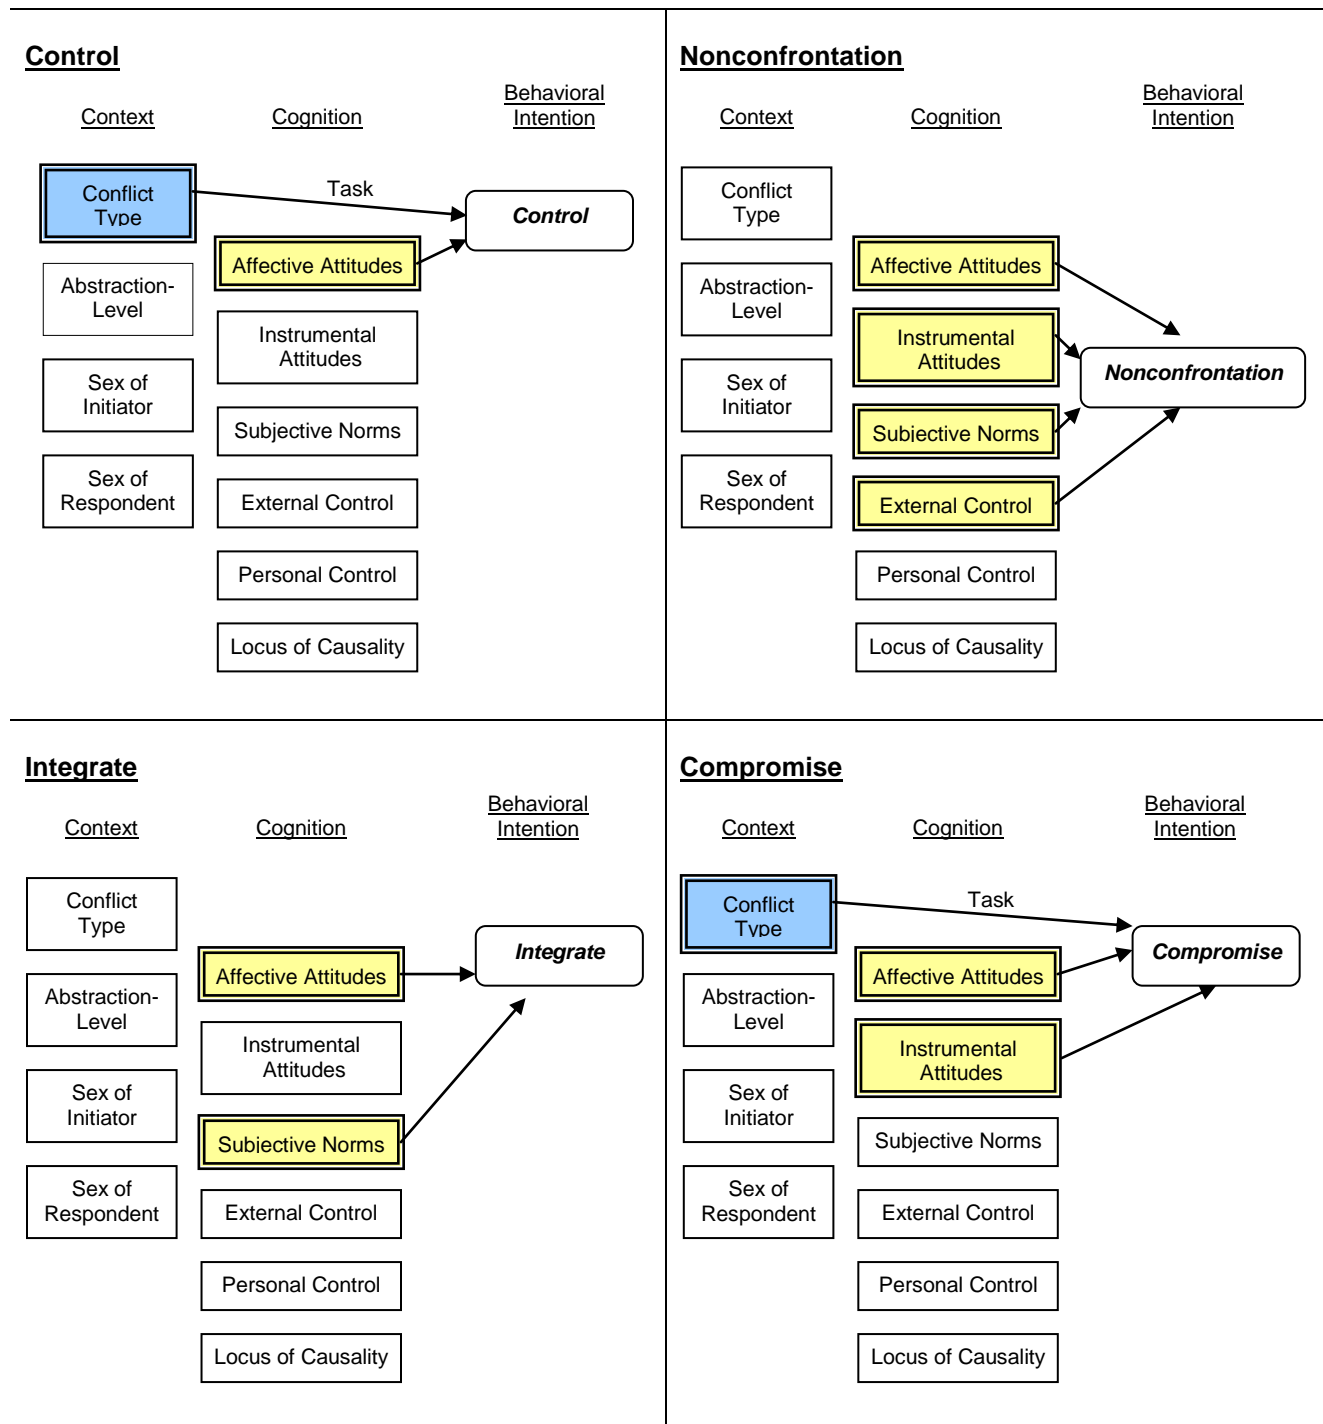 Control
Context
Cognition
Behavioral
Intention
Conflict
Type
Task
Control
Affective Attitudes
Abstraction-
Level
Instrumental
Attitudes
Sex of
Initiator
Subjective Norms
Sex of
Respondent
External Control
Personal Control
Locus of Causality
Nonconfrontation
Context
Cognition
Behavioral
Intention
Conflict
Type
Affective Attitudes
Abstraction-
Level
Instrumental
Attitudes
Nonconfrontation
Sex of
Initiator
Subjective Norms
Sex of
Respondent
External Control
Personal Control
Locus of Causality
Integrate
Context
Cognition
Behavioral
Intention
Conflict
Type
Integrate
Affective Attitudes
Abstraction-
Level
Instrumental
Attitudes
Sex of
Initiator
Subjective Norms
Sex of
Respondent
External Control
Personal Control
Locus of Causality
Compromise
Context
Cognition
Behavioral
Intention
Conflict
Type
Task
Compromise
Affective Attitudes
Abstraction-
Level
Instrumental
Attitudes
Sex of
Initiator
Subjective Norms
Sex of
Respondent
External Control
Personal Control
Locus of Causality